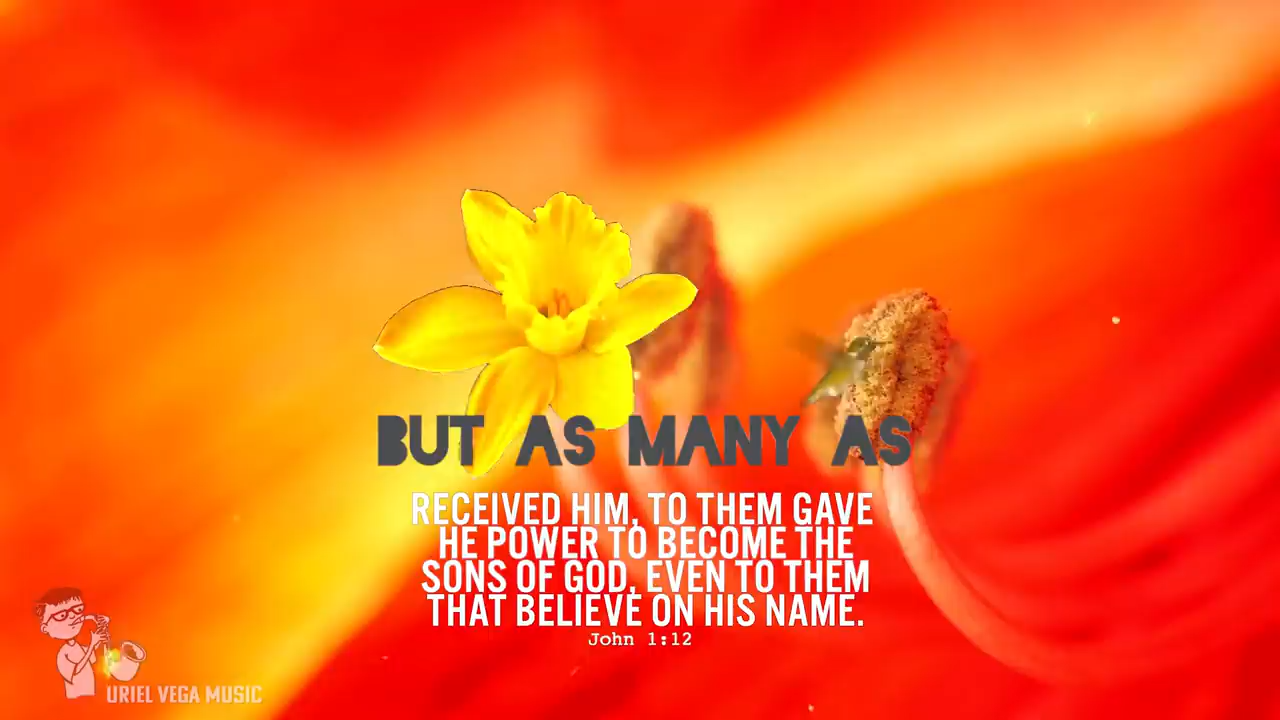 BUT AS MANY AS
RECEIVED HIM, TO THEM GAVE
HE POWER TO BECOME THE
SONS OF GOD, EVEN TO THEM
THAT BELIEVE ON HIS NAME.
John 1:12
URIEL VEGA MUSIC